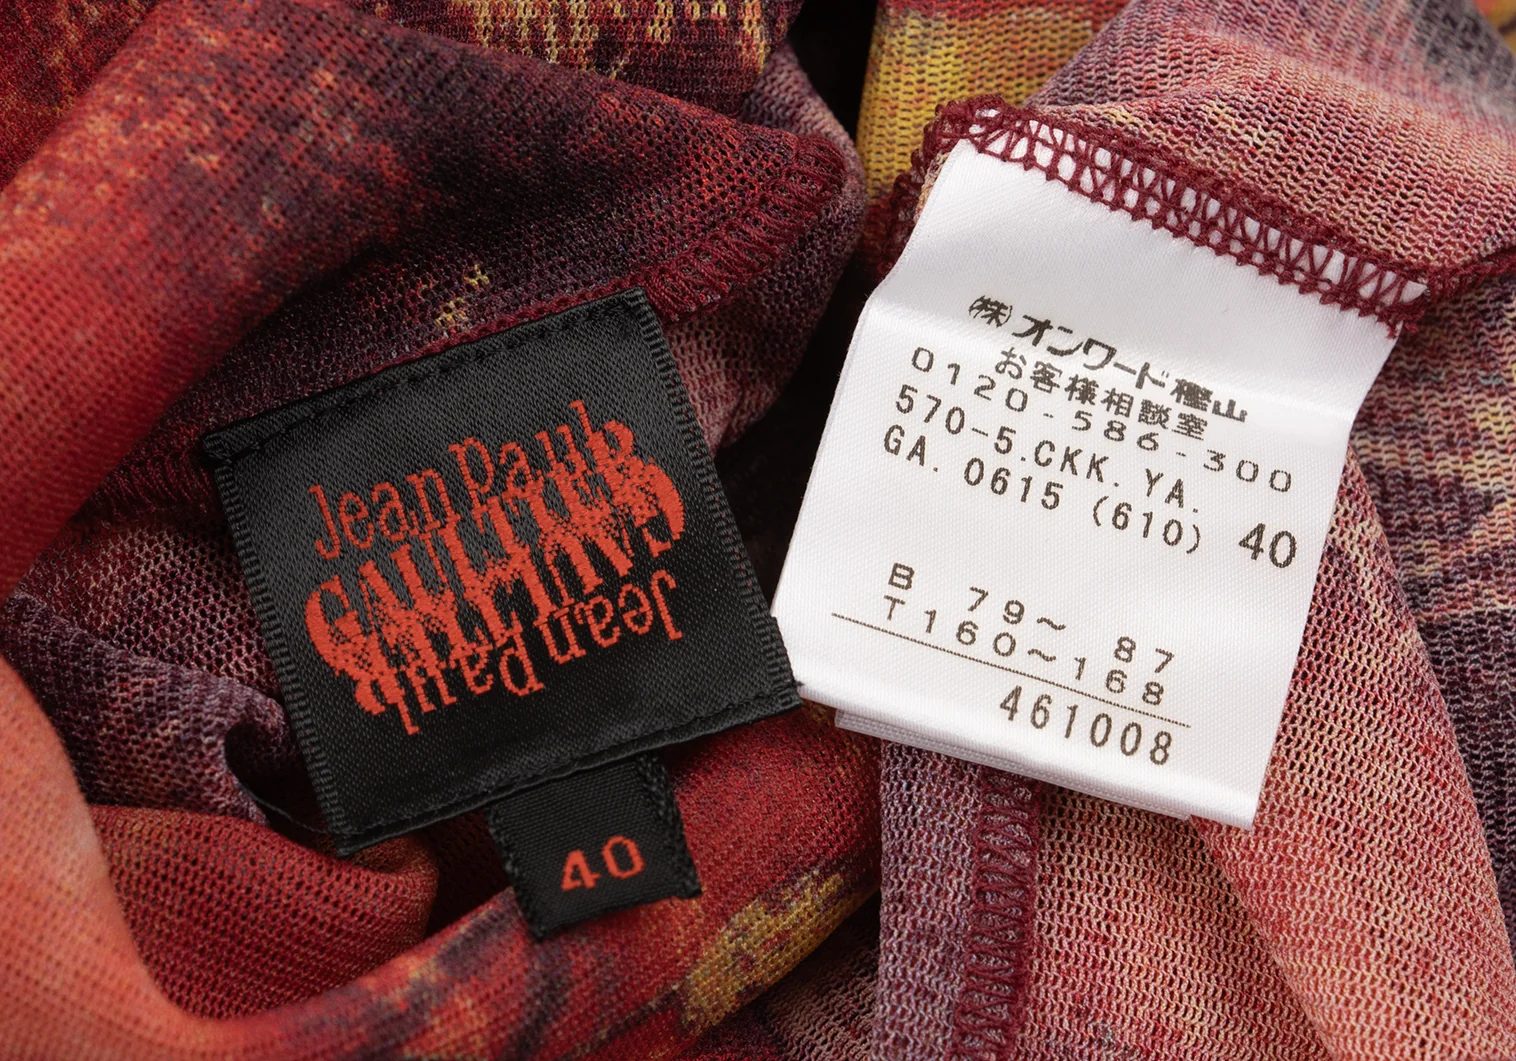 Jean Paul
GAULTIER
GAULTIER
Jean Paul
40
㈱オンワード樫山
お客様相談室
0120-586-300
570-5.CKK.YA.
GA. 0615 (610) 40
B 79～ 87
T160～168
461008